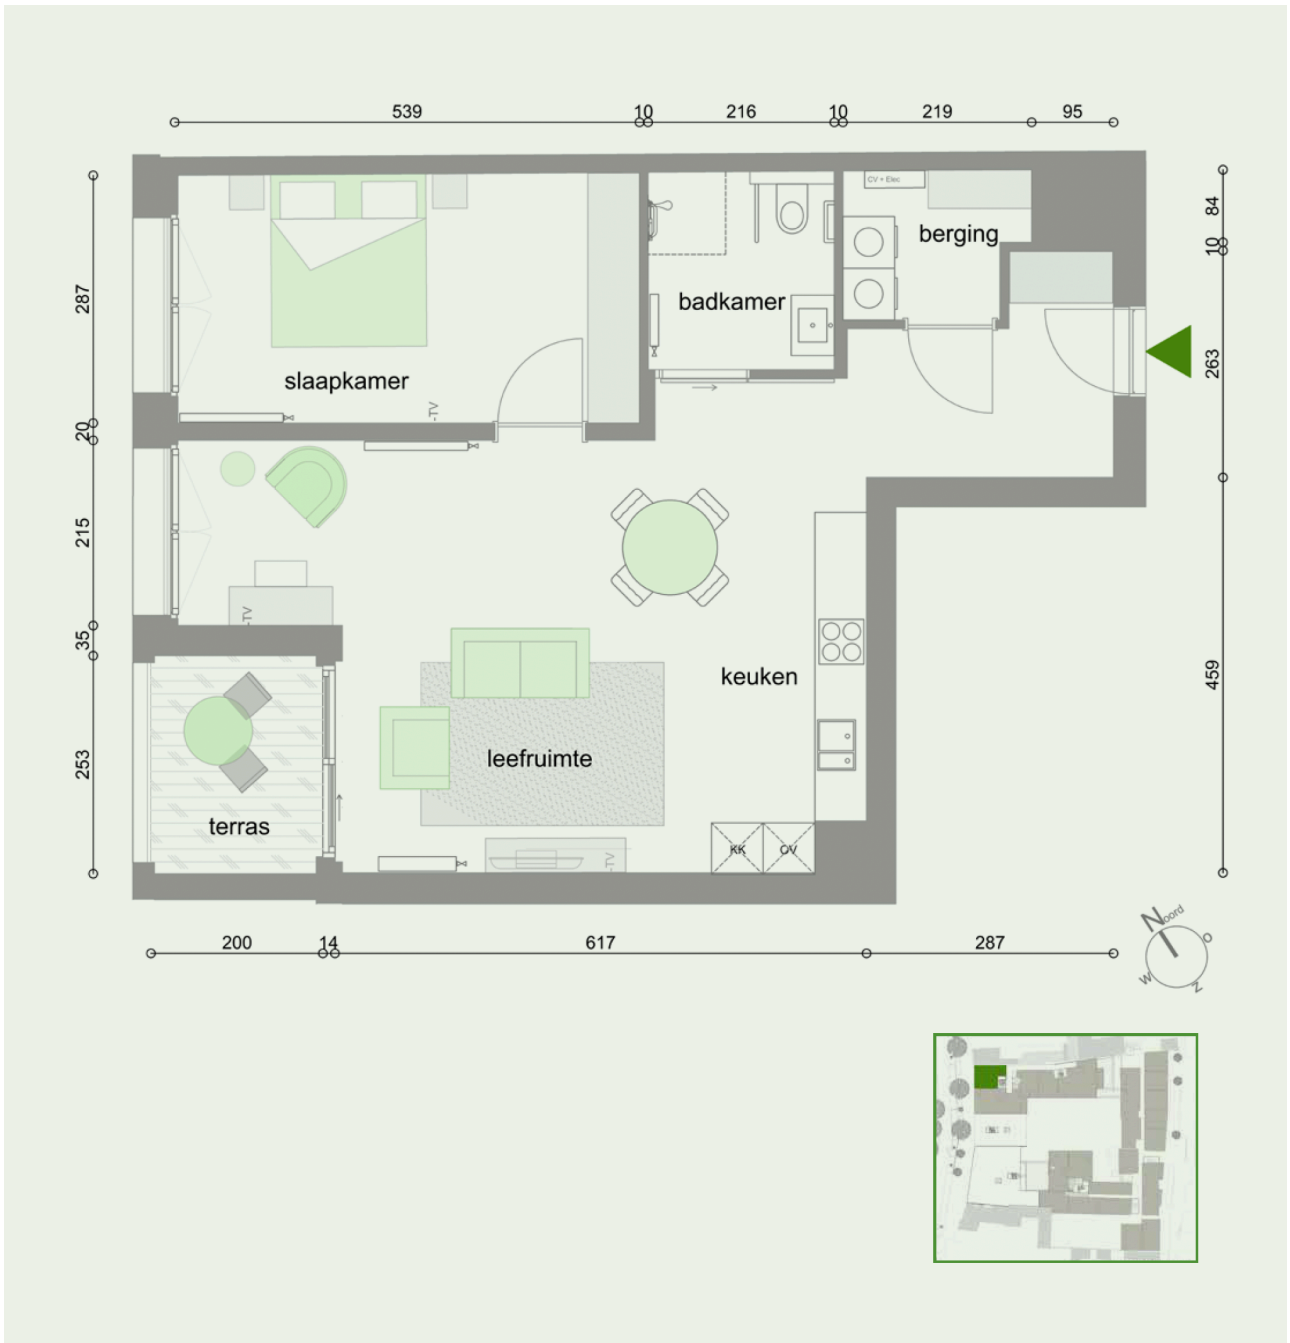 539
10
216
10
219
95
CV + Elec
84
berging
10
287
badkamer
263
slaapkamer
-TV
20
215
-TV
35
keuken
459
leefruimte
253
terras
KK
OV
-TV
200
14
617
287
Noord
O
W
Z